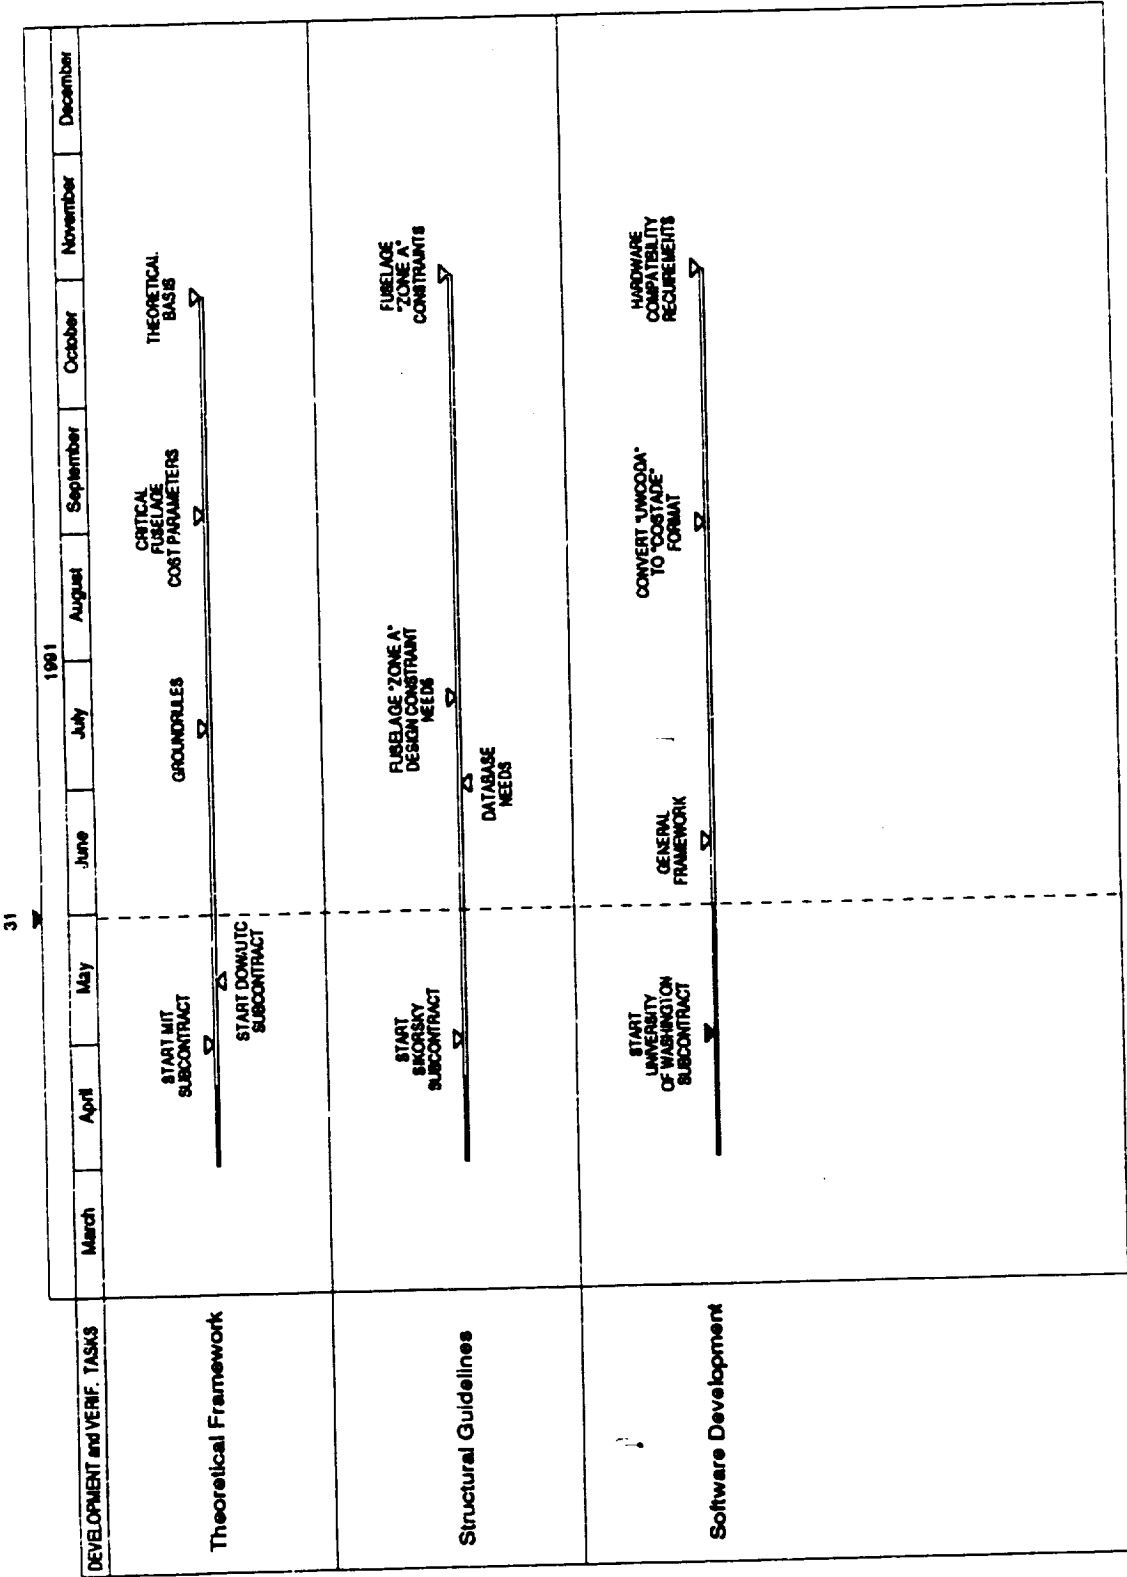 31
1991
DEVELOPMENT and VERIF. TASKS
March
April
May
June
July
August
September
October
November
December
Theoretical Framework
START MIT
SUBCONTRACT
START DOW/UTC
SUBCONTRACT
GROUNDRULES
CRITICAL
FUSELAGE
COST PARAMETERS
THEORETICAL
BASIS
Structural Guidelines
START
SIKORSKY
SUBCONTRACT
DATABASE
NEEDS
FUSELAGE "ZONE A"
DESIGN CONSTRAINT
NEEDS
FUSELAGE
"ZONE A"
CONSTRAINTS
Software Development
START
UNIVERSITY
OF WASHINGTON
SUBCONTRACT
GENERAL
FRAMEWORK
CONVERT "UWCODA"
TO "COSTADE"
FORMAT
HARDWARE
COMPATIBILITY
REQUIREMENTS